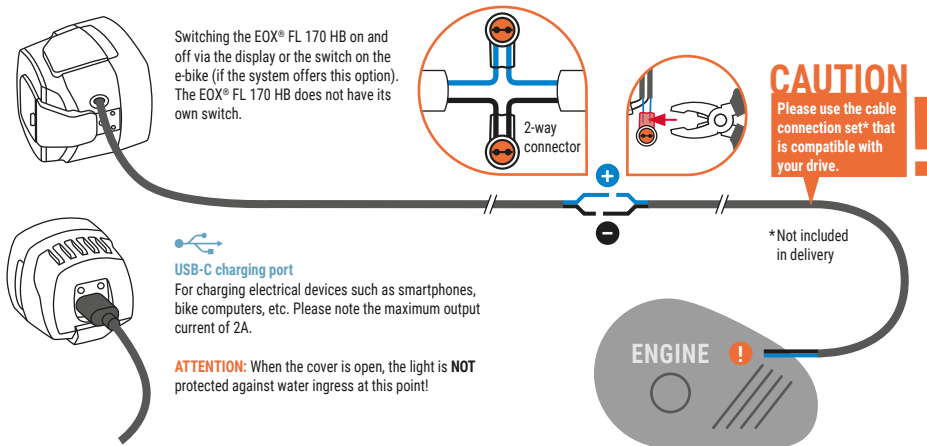 Switching the EOX® FL 170 HB on and
off via the display or the switch on the
e-bike (if the system offers this option).
The EOX® FL 170 HB does not have its
own switch.
2-way
connector
CAUTION
Please use the cable
connection set* that
is compatible with
your drive.
!
+
−
*Not included
in delivery
USB-C charging port
For charging electrical devices such as smartphones,
bike computers, etc. Please note the maximum output
current of 2A.
ATTENTION: When the cover is open, the light is NOT
protected against water ingress at this point!
ENGINE !